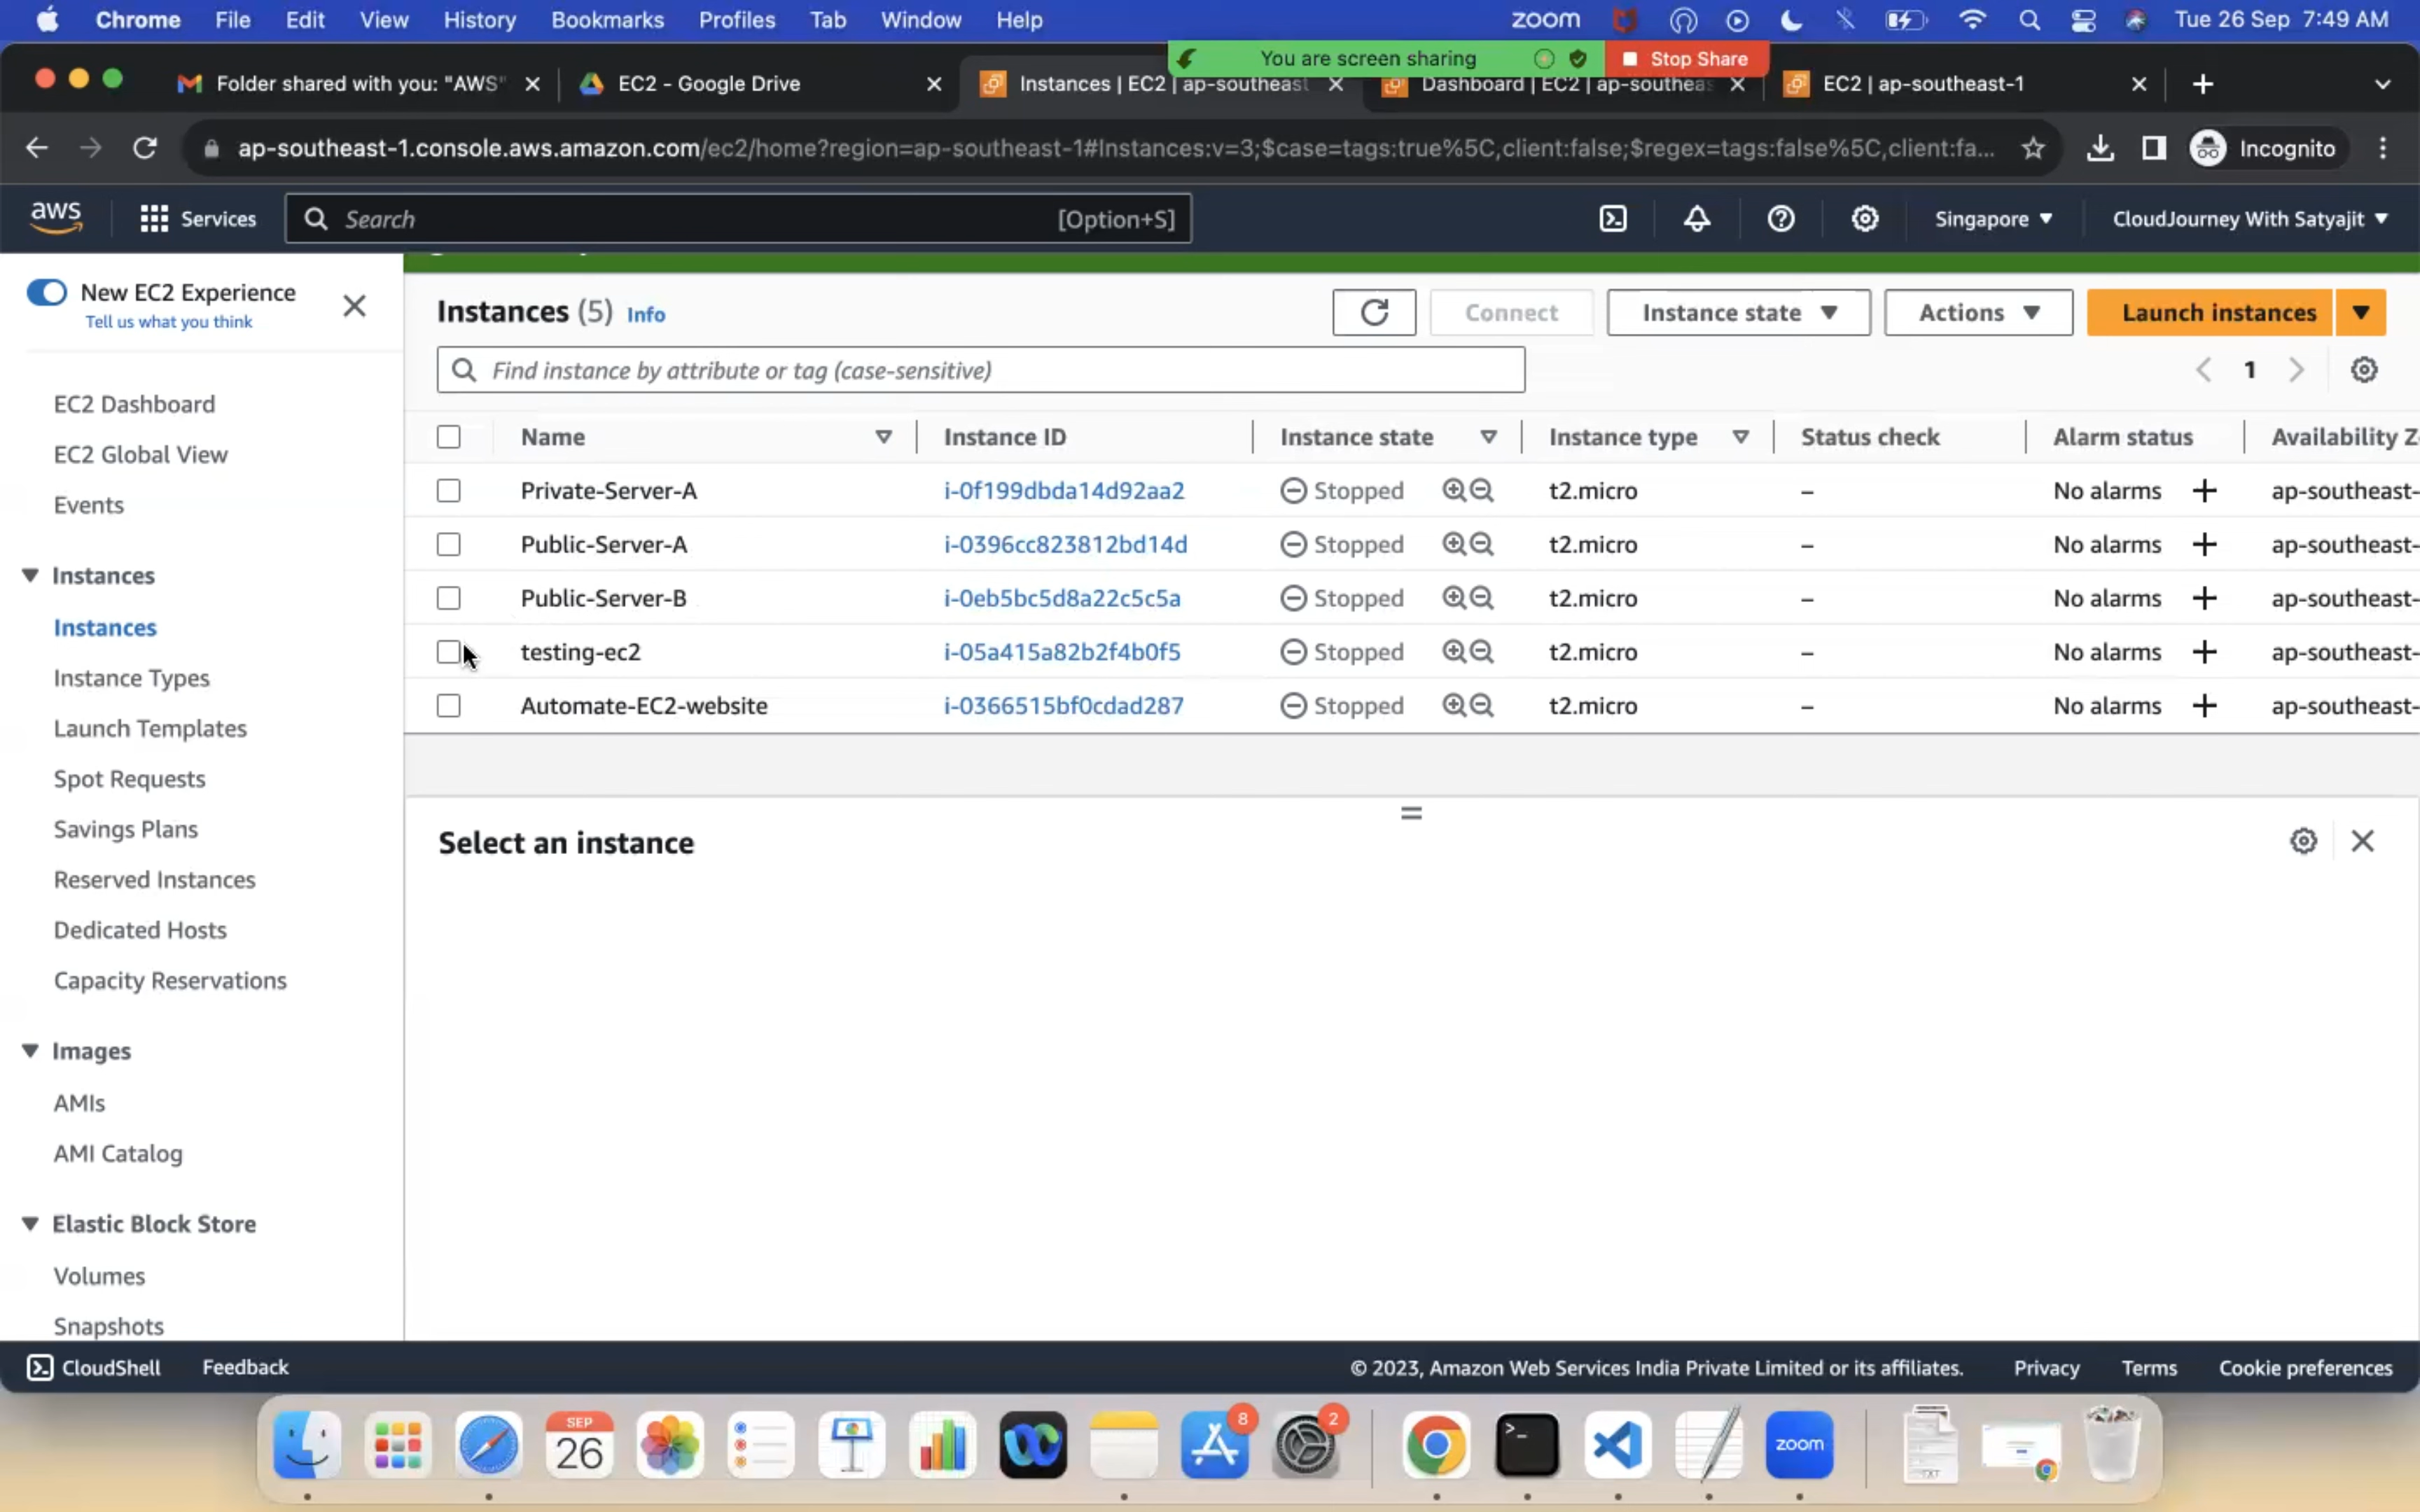 Chrome File Edit View History Bookmarks Profiles Tab Window Help zoom Tue 26 Sep 7:49 AM
You are screen sharing Stop Share
Folder shared with you: "AWS" EC2 - Google Drive Instances | EC2 | ap-southeast Dashboard | EC2 | ap-southeas EC2 | ap-southeast-1
ap-southeast-1.console.aws.amazon.com/ec2/home?region=ap-southeast-1#Instances:v=3;$case=tags:true%5C,client:false;$regex=tags:false%5C,client:fa... Incognito
aws Services Search [Option+S] Singapore CloudJourney With Satyajit
New EC2 Experience
Tell us what you think
EC2 Dashboard
EC2 Global View
Events
Instances
Instances
Instance Types
Launch Templates
Spot Requests
Savings Plans
Reserved Instances
Dedicated Hosts
Capacity Reservations
Images
AMIs
AMI Catalog
Elastic Block Store
Volumes
Snapshots
Instances (5) Info Connect Instance state Actions Launch instances
Find instance by attribute or tag (case-sensitive) 1
Name Instance ID Instance state Instance type Status check Alarm status Availability Z
Private-Server-A i-0f199dbda14d92aa2 Stopped t2.micro – No alarms + ap-southeast-
Public-Server-A i-0396cc823812bd14d Stopped t2.micro – No alarms + ap-southeast-
Public-Server-B i-0eb5bc5d8a22c5c5a Stopped t2.micro – No alarms + ap-southeast-
testing-ec2 i-05a415a82b2f4b0f5 Stopped t2.micro – No alarms + ap-southeast-
Automate-EC2-website i-0366515bf0cdad287 Stopped t2.micro – No alarms + ap-southeast-
Select an instance
CloudShell Feedback © 2023, Amazon Web Services India Private Limited or its affiliates. Privacy Terms Cookie preferences
SEP
26
8
2
zoom
TXT